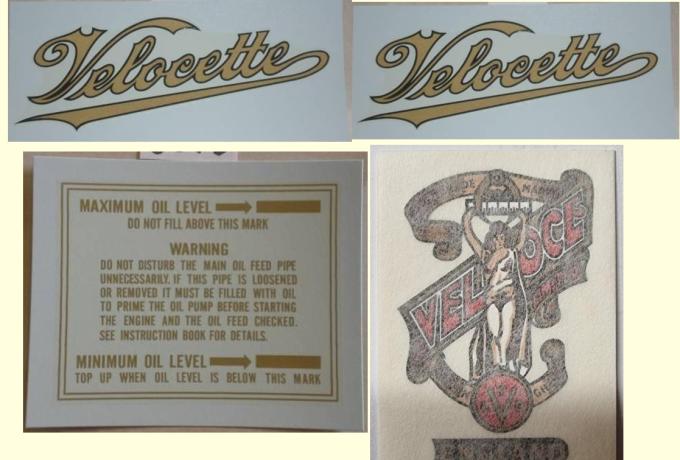 Velocette
Velocette
MAXIMUM OIL LEVEL
DO NOT FILL ABOVE THIS MARK
WARNING
DO NOT DISTURB THE MAIN OIL FEED PIPE
UNNECESSARILY. IF THIS PIPE IS LOOSENED
OR REMOVED IT MUST BE FILLED WITH OIL
TO PRIME THE OIL PUMP BEFORE STARTING
THE ENGINE AND THE OIL FEED CHECKED.
SEE INSTRUCTION BOOK FOR DETAILS.
MINIMUM OIL LEVEL
TOP UP WHEN OIL LEVEL IS BELOW THIS MARK
VELOCE
V